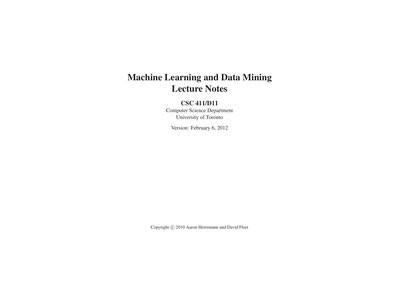 Machine Learning and Data Mining
Lecture Notes
CSC 411/D11
Computer Science Department
University of Toronto
Version: February 6, 2012
Copyright © 2010 Aaron Hertzmann and David Fleet